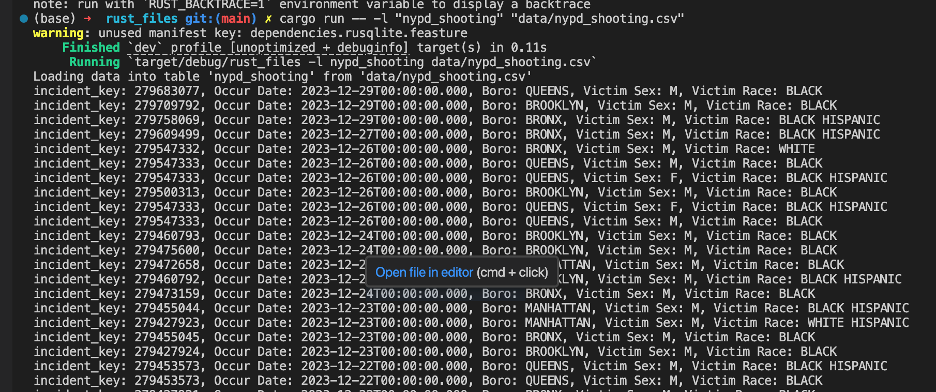 note: run with `RUST_BACKTRACE=1` environment variable to display a backtrace
(base) → rust_files git:(main) ✗ cargo run -- -l "nypd_shooting" "data/nypd_shooting.csv"
warning: unused manifest key: dependencies.rusqlite.feasture
Finished `dev` profile [unoptimized + debuginfo] target(s) in 0.11s
Running `target/debug/rust_files -l nypd_shooting data/nypd_shooting.csv`
Loading data into table 'nypd_shooting' from 'data/nypd_shooting.csv'
incident_key: 279683077, Occur Date: 2023-12-29T00:00:00.000, Boro: QUEENS, Victim Sex: M, Victim Race: BLACK
incident_key: 279709792, Occur Date: 2023-12-29T00:00:00.000, Boro: BROOKLYN, Victim Sex: M, Victim Race: BLACK
incident_key: 279758069, Occur Date: 2023-12-29T00:00:00.000, Boro: BRONX, Victim Sex: M, Victim Race: BLACK HISPANIC
incident_key: 279609499, Occur Date: 2023-12-27T00:00:00.000, Boro: BRONX, Victim Sex: M, Victim Race: BLACK HISPANIC
incident_key: 279547332, Occur Date: 2023-12-26T00:00:00.000, Boro: BRONX, Victim Sex: M, Victim Race: WHITE
incident_key: 279547333, Occur Date: 2023-12-26T00:00:00.000, Boro: QUEENS, Victim Sex: M, Victim Race: BLACK
incident_key: 279547333, Occur Date: 2023-12-26T00:00:00.000, Boro: QUEENS, Victim Sex: F, Victim Race: BLACK HISPANIC
incident_key: 279500313, Occur Date: 2023-12-26T00:00:00.000, Boro: BROOKLYN, Victim Sex: M, Victim Race: BLACK
incident_key: 279547333, Occur Date: 2023-12-26T00:00:00.000, Boro: QUEENS, Victim Sex: F, Victim Race: BLACK HISPANIC
incident_key: 279547333, Occur Date: 2023-12-26T00:00:00.000, Boro: QUEENS, Victim Sex: M, Victim Race: BLACK
incident_key: 279460793, Occur Date: 2023-12-24T00:00:00.000, Boro: BROOKLYN, Victim Sex: M, Victim Race: BLACK
incident_key: 279475600, Occur Date: 2023-12-24T00:00:00.000, Boro: BROOKLYN, Victim Sex: M, Victim Race: BLACK
incident_key: 279472658, Occur Date: 2023-12-2 ATTAN, Victim Sex: M, Victim Race: BLACK
Open file in editor (cmd + click)
incident_key: 279460792, Occur Date: 2023-12-2 KLYN, Victim Sex: M, Victim Race: BLACK HISPANIC
incident_key: 279473159, Occur Date: 2023-12-24T00:00:00.000, Boro: BRONX, Victim Sex: M, Victim Race: BLACK
incident_key: 279455044, Occur Date: 2023-12-23T00:00:00.000, Boro: MANHATTAN, Victim Sex: M, Victim Race: BLACK HISPANIC
incident_key: 279427923, Occur Date: 2023-12-23T00:00:00.000, Boro: MANHATTAN, Victim Sex: M, Victim Race: WHITE HISPANIC
incident_key: 279455045, Occur Date: 2023-12-23T00:00:00.000, Boro: BRONX, Victim Sex: M, Victim Race: BLACK
incident_key: 279427924, Occur Date: 2023-12-23T00:00:00.000, Boro: BROOKLYN, Victim Sex: M, Victim Race: BLACK
incident_key: 279453573, Occur Date: 2023-12-22T00:00:00.000, Boro: QUEENS, Victim Sex: M, Victim Race: BLACK HISPANIC
incident_key: 279453573, Occur Date: 2023-12-22T00:00:00.000, Boro: QUEENS, Victim Sex: M, Victim Race: BLACK